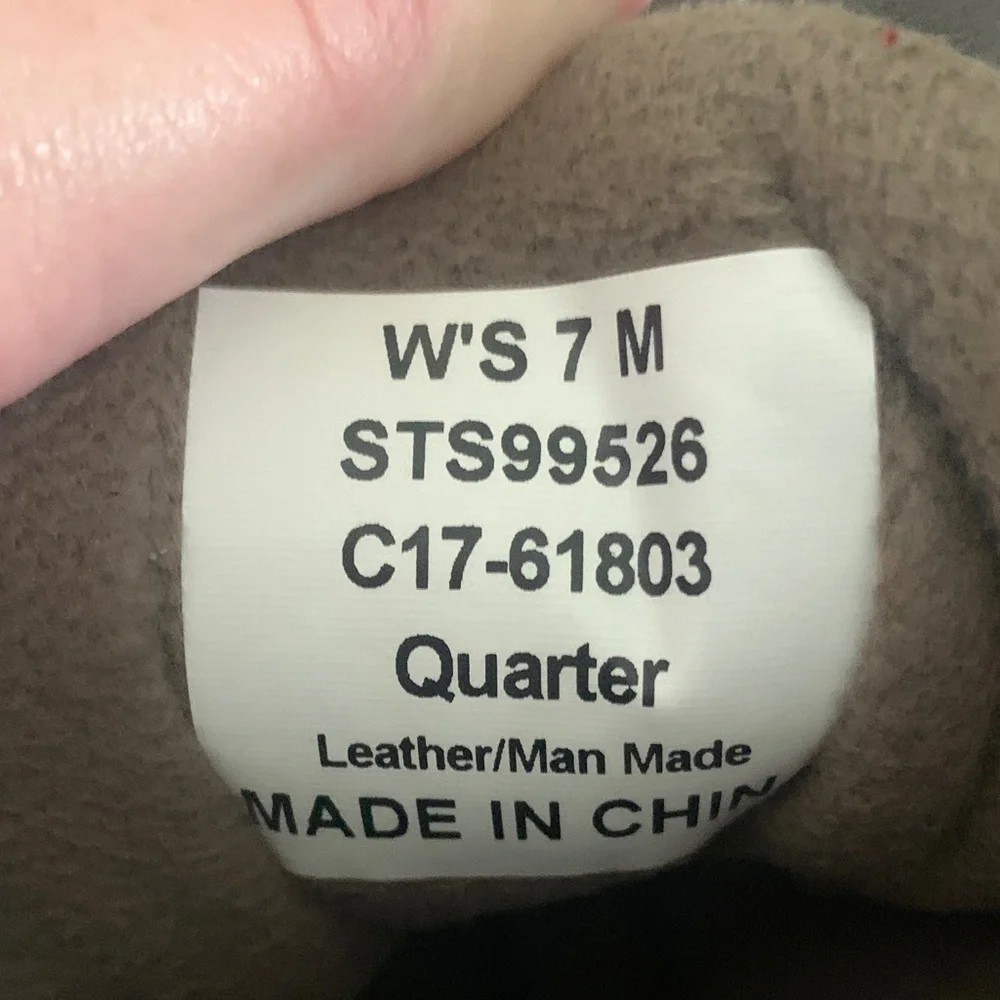 W'S 7 M
STS99526
C17-61803
Quarter
Leather/Man Made
MADE IN CHIN